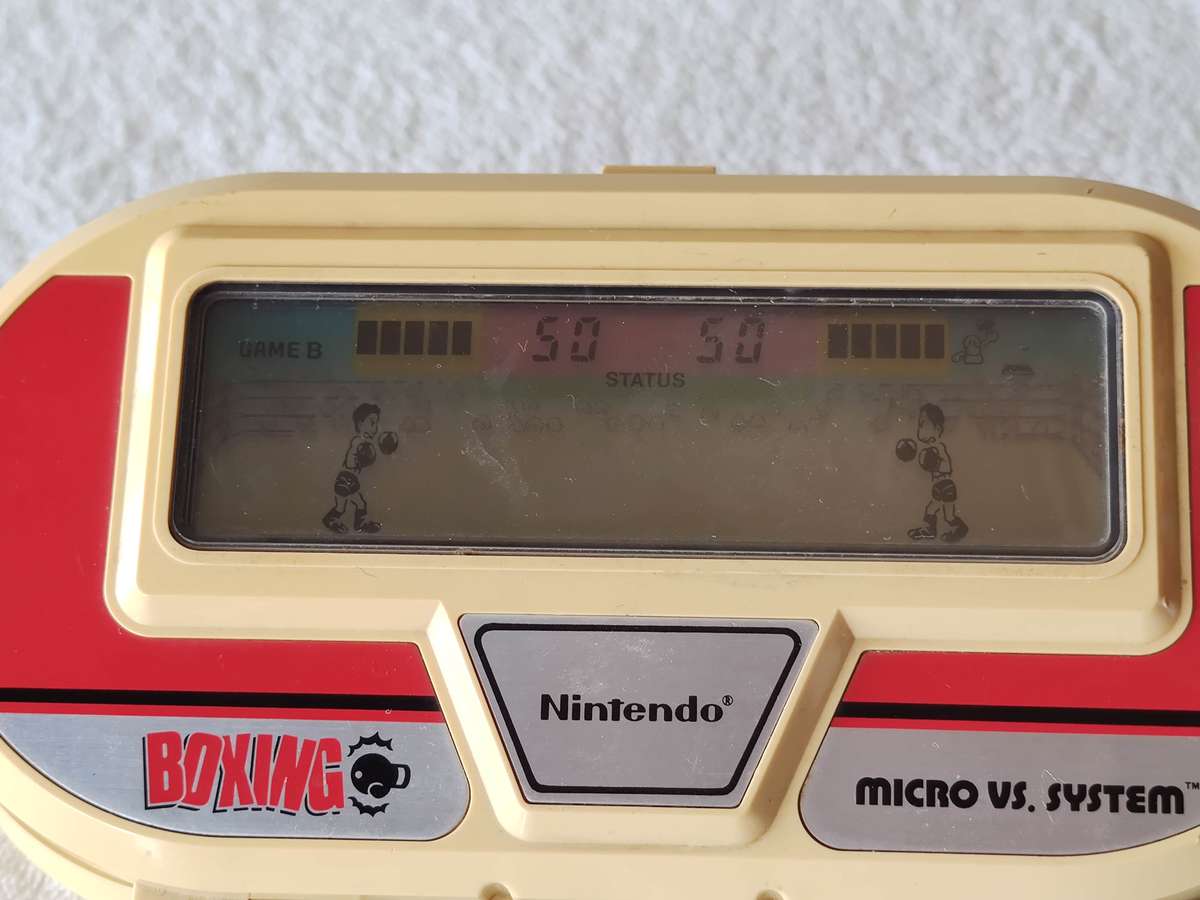 GAME B
50 50
STATUS
Nintendo®
BOXING
MICRO VS. SYSTEM™